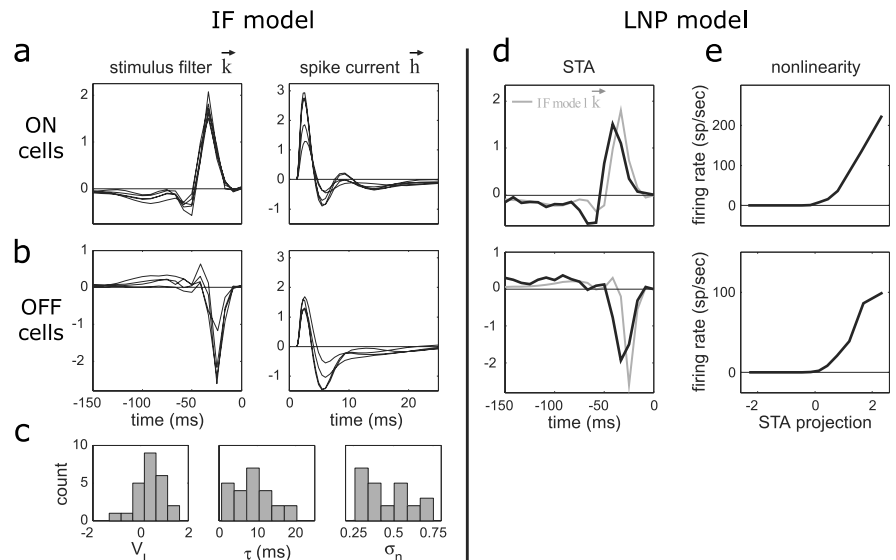 IF model
LNP model
a
stimulus filter k
spike current h
ON
cells
2
1
0
3
2
1
0
-1
b
OFF
cells
1
0
-1
-2
3
2
1
0
-1
-150 -100 -50 0
time (ms)
0 10 20
time (ms)
c
count
10
5
0
-2 0 2
V
0 10 20
τ (ms)
0.25 0.5 0.75
σn
d
STA
IF model k
2
1
0
1
0
-1
-2
-150 -100 -50 0
time (ms)
e
nonlinearity
firing rate (sp/sec)
200
100
0
firing rate (sp/sec)
100
0
-2 0 2
STA projection